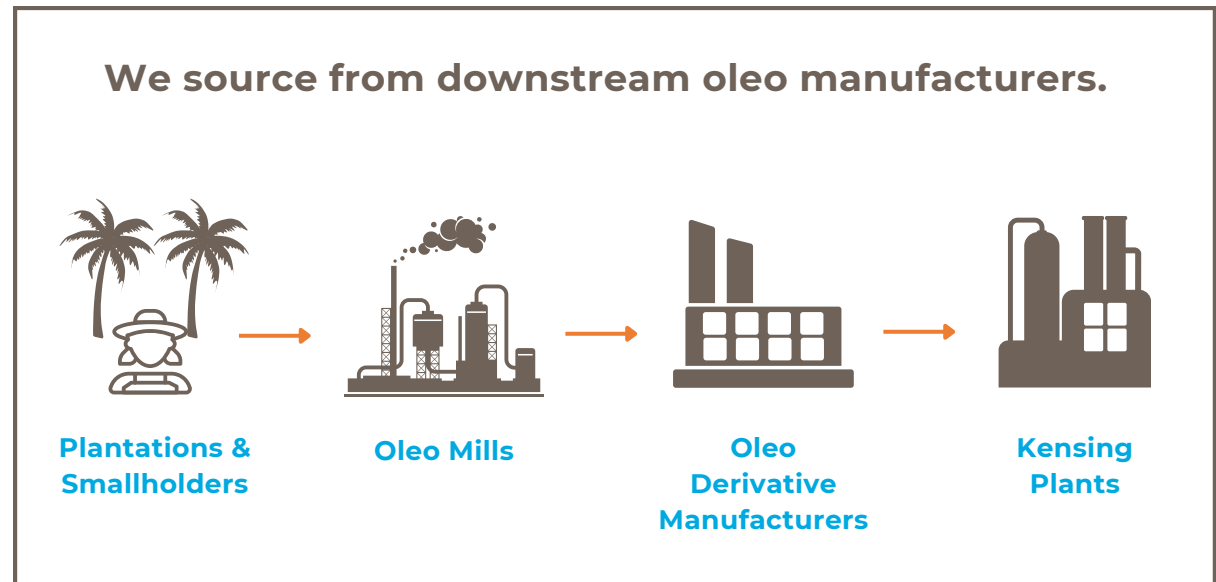 We source from downstream oleo manufacturers.
Plantations &
Smallholders
Oleo Mills
Oleo
Derivative
Manufacturers
Kensing
Plants